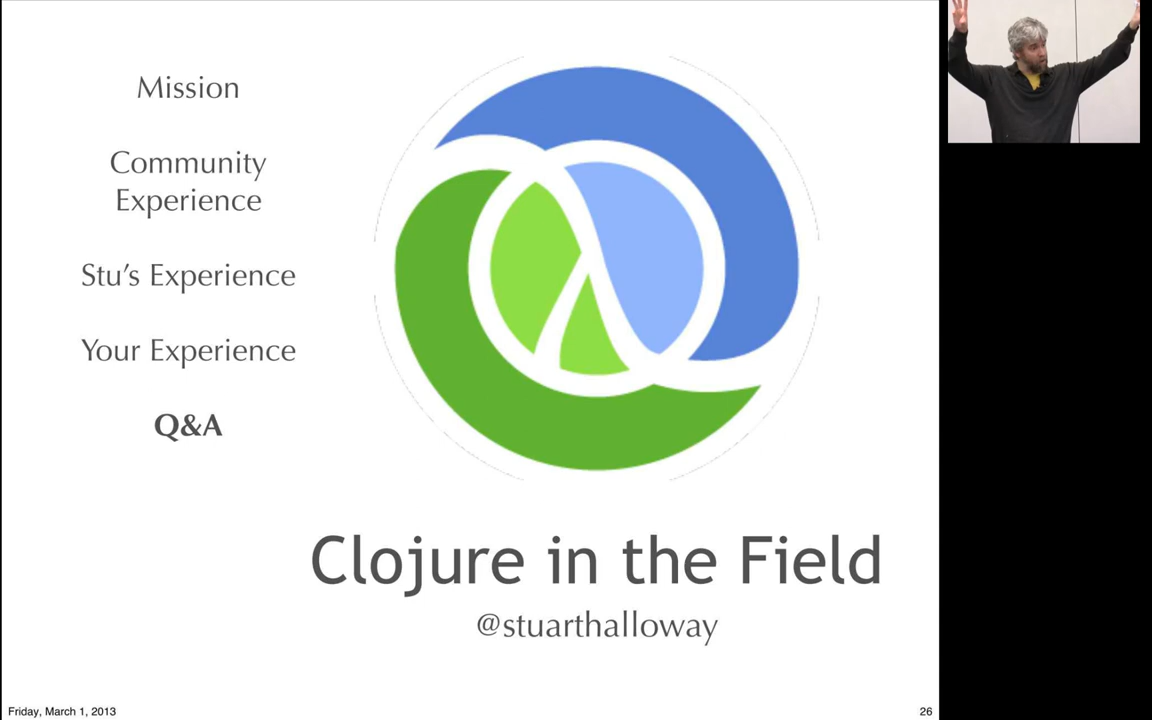 Mission
Community
Experience
Stu's Experience
Your Experience
Q&A
Clojure in the Field
@stuarthalloway
Friday, March 1, 2013
26